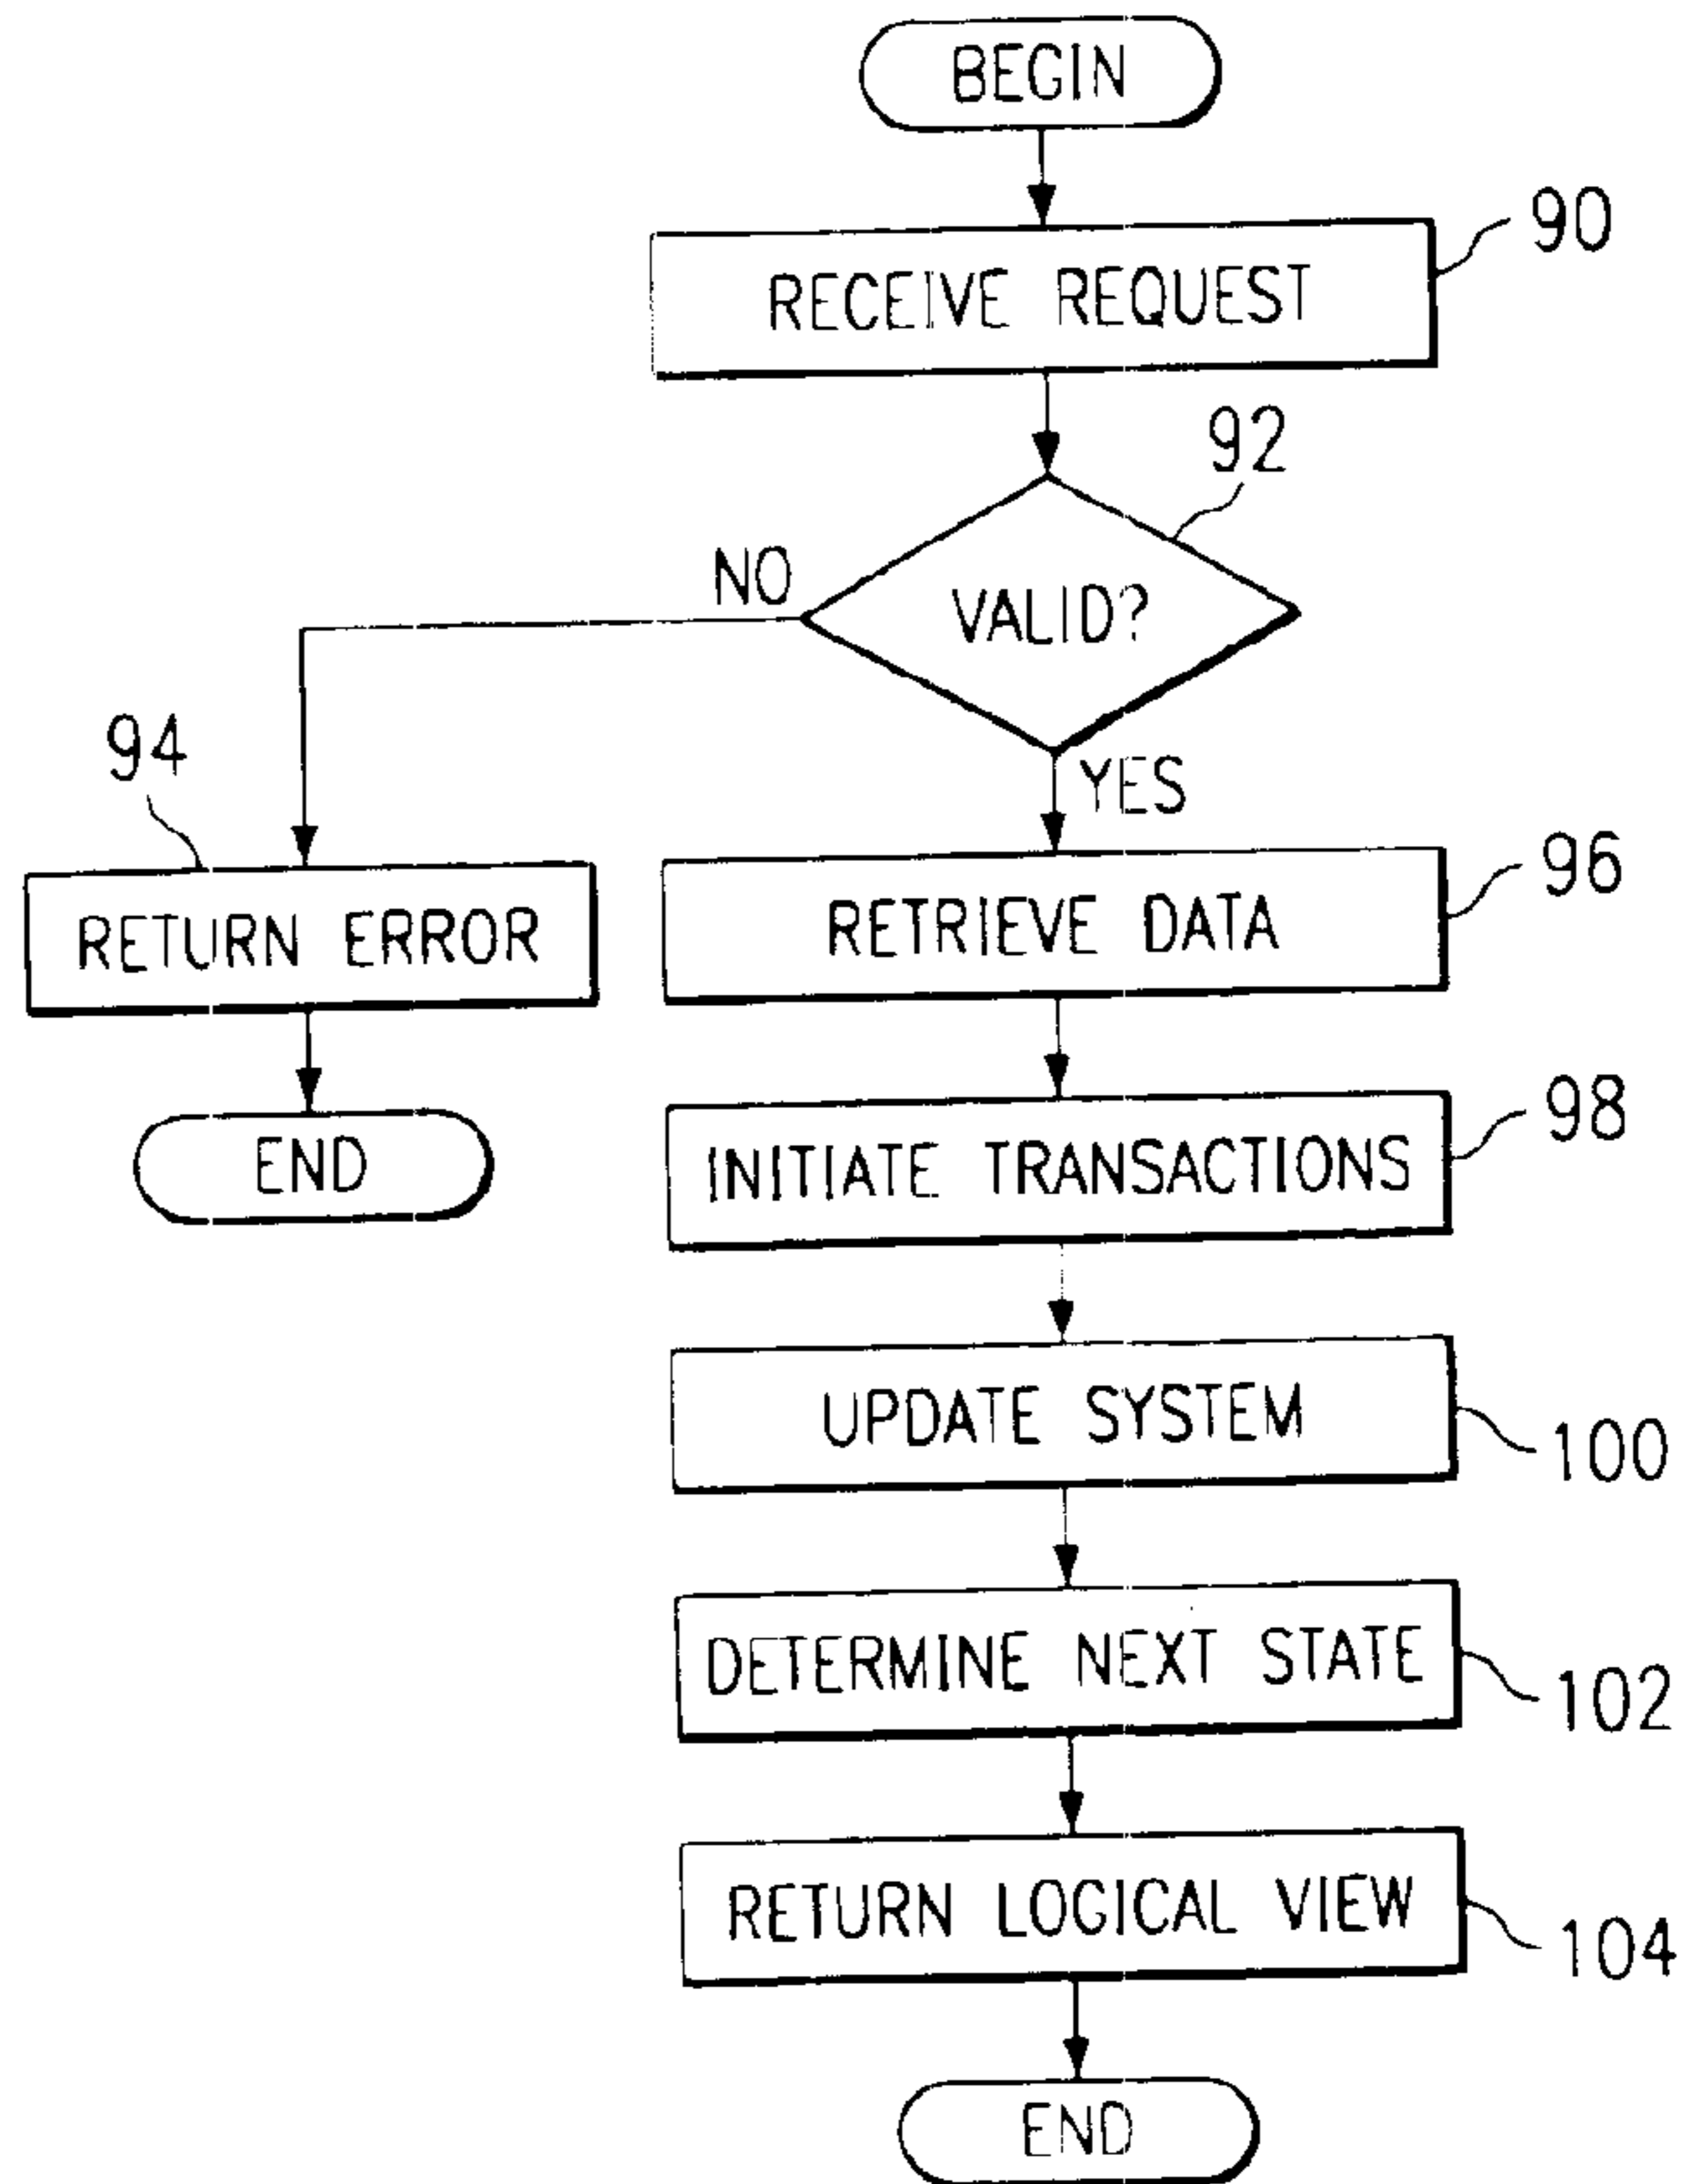 BEGIN
90
RECEIVE REQUEST
92
NO
VALID?
94
YES
96
RETURN ERROR
RETRIEVE DATA
98
END
INITIATE TRANSACTIONS
UPDATE SYSTEM
100
DETERMINE NEXT STATE
102
RETURN LOGICAL VIEW
104
END